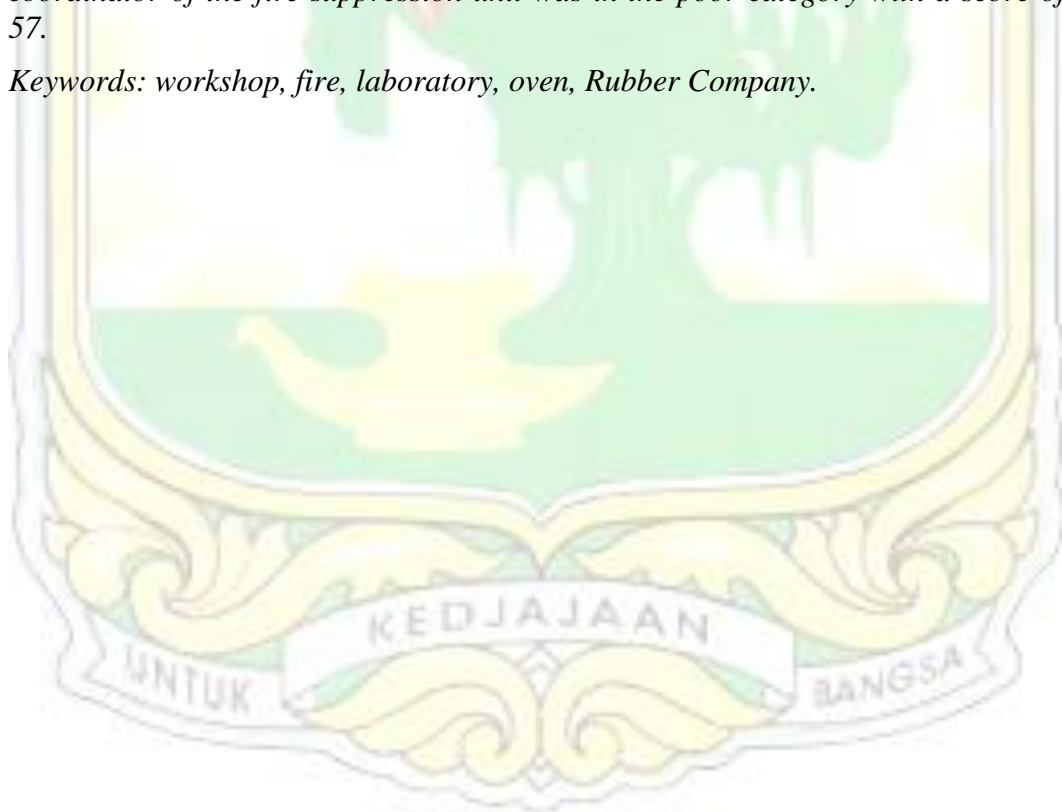 coordinator of the fire suppression unit was in the poor category with a score of
57.
Keywords: workshop, fire, laboratory, oven, Rubber Company.
KEDJAJAAN
UNTUK
BANGSA